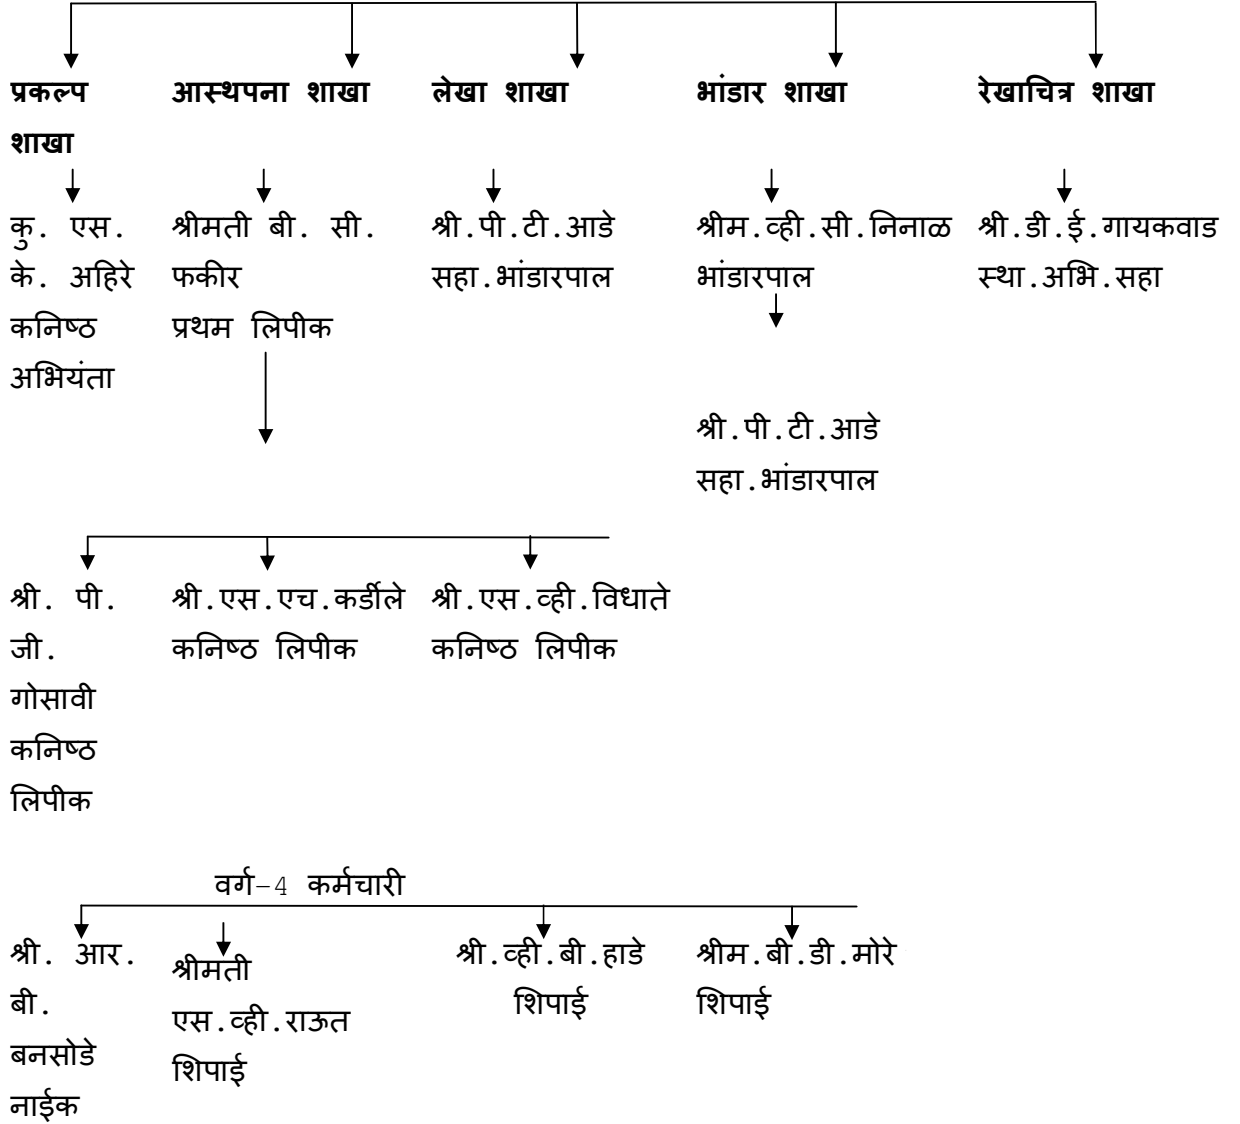 प्रकल्प
शाखा
आस्थपना शाखा
लेखा शाखा
भांडार शाखा
रेखाचित्र शाखा
कु. एस.
के. अहिरे
कनिष्ठ
अभियंता
श्रीमती बी. सी.
फकीर
प्रथम लिपीक
श्री.पी.टी.आडे
सहा.भांडारपाल
श्रीम.व्ही.सी.निनाळ
भांडारपाल
श्री.डी.ई.गायकवाड
स्था.अभि.सहा
श्री.पी.टी.आडे
सहा.भांडारपाल
श्री. पी.
जी.
गोसावी
कनिष्ठ
लिपीक
श्री.एस.एच.कर्डीले
कनिष्ठ लिपीक
श्री.एस.व्ही.विधाते
कनिष्ठ लिपीक
वर्ग-4 कर्मचारी
श्री. आर.
बी.
बनसोडे
नाईक
श्रीमती
एस.व्ही.राऊत
शिपाई
श्री.व्ही.बी.हाडे
शिपाई
श्रीम.बी.डी.मोरे
शिपाई